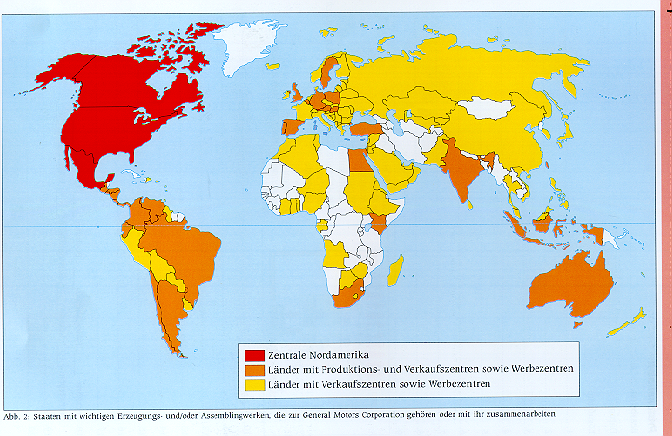 Zentrale Nordamerika
Länder mit Produktions- und Verkaufszentren sowie Werbezentren
Länder mit Verkaufszentren sowie Werbezentren
Abb. 2: Staaten mit wichtigen Erzeugungs- und/oder Assemblingwerken, die zur General Motors Corporation gehören oder mit ihr zusammenarbeiten